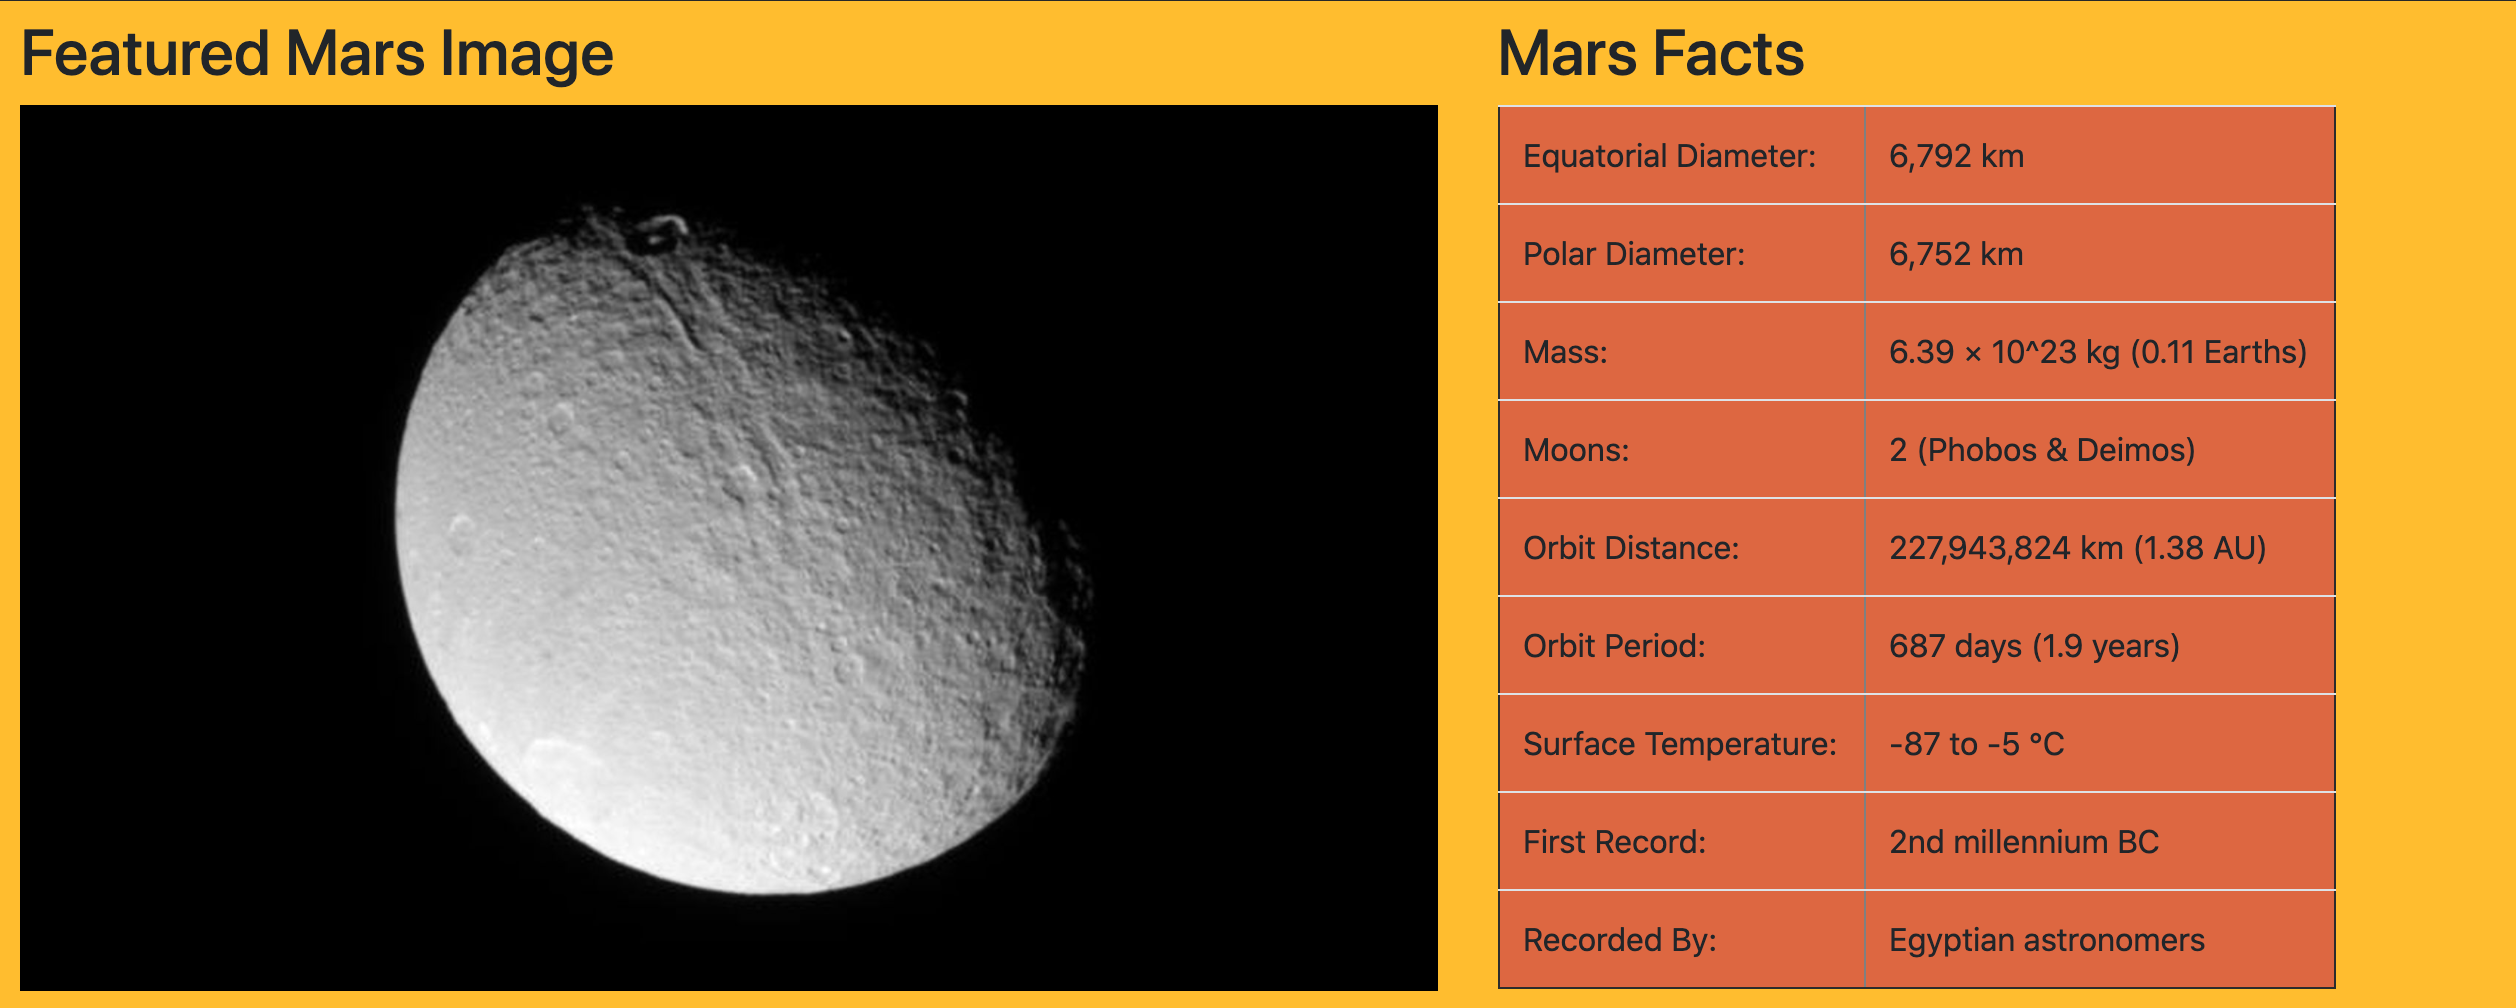 Featured Mars Image
Mars Facts
Equatorial Diameter: 6,792 km
Polar Diameter: 6,752 km
Mass: 6.39 × 10^23 kg (0.11 Earths)
Moons: 2 (Phobos & Deimos)
Orbit Distance: 227,943,824 km (1.38 AU)
Orbit Period: 687 days (1.9 years)
Surface Temperature: -87 to -5 °C
First Record: 2nd millennium BC
Recorded By: Egyptian astronomers